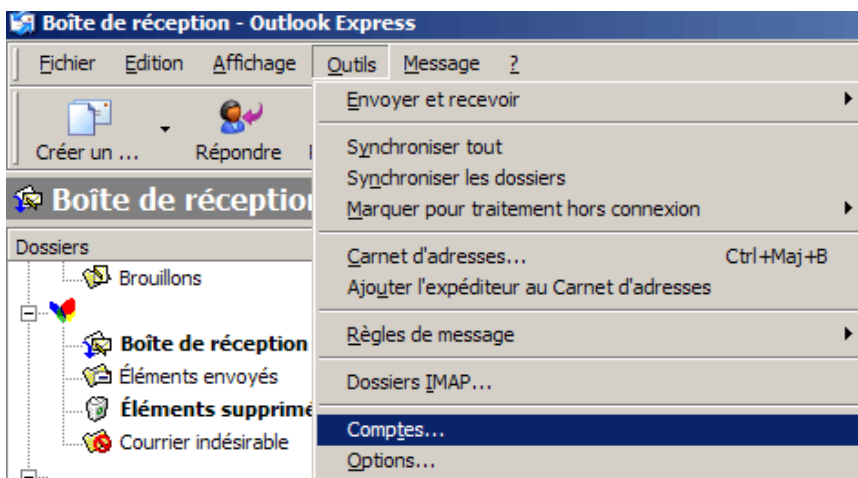 Boîte de réception - Outlook Express
Fichier Edition Affichage Outils Message ?
Créer un ... Répondre
Boîte de réception
Dossiers
Brouillons
Boîte de réception
Éléments envoyés
Éléments supprimé
Courrier indésirable
Envoyer et recevoir
Synchroniser tout
Synchroniser les dossiers
Marquer pour traitement hors connexion
Carnet d'adresses... Ctrl+Maj+B
Ajouter l'expéditeur au Carnet d'adresses
Règles de message
Dossiers IMAP...
Comptes...
Options...